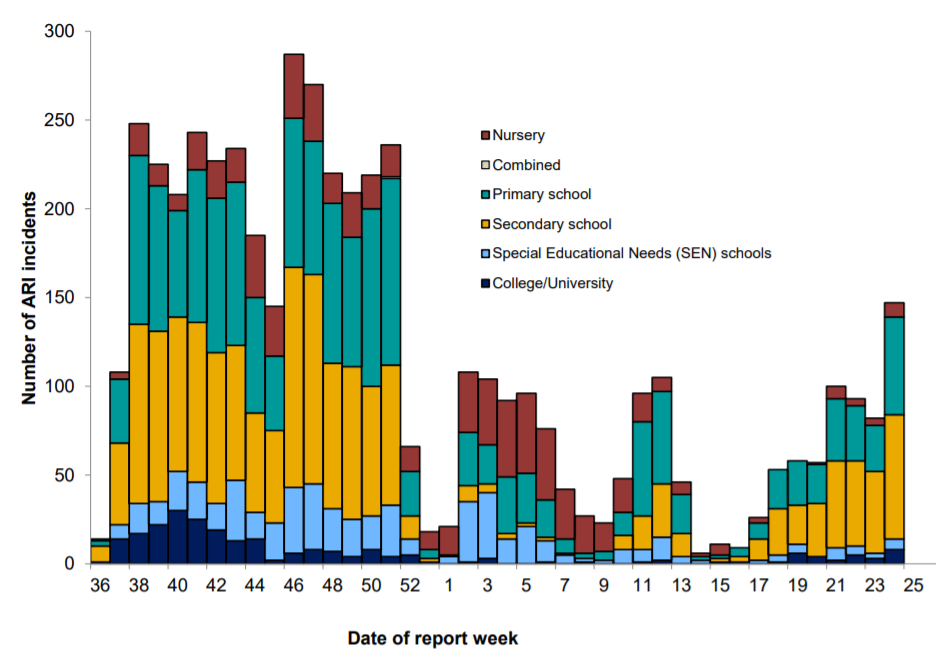 300
250
200
150
100
50
0
Number of ARI incidents
Nursery
Combined
Primary school
Secondary school
Special Educational Needs (SEN) schools
College/University
36 38 40 42 44 46 48 50 52 1 3 5 7 9 11 13 15 17 19 21 23 25
Date of report week